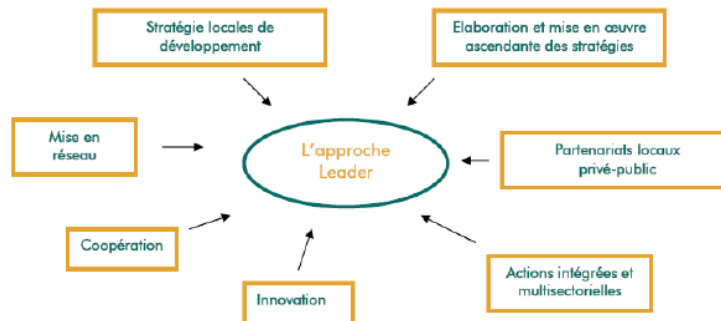 Stratégie locales de
développement
Elaboration et mise en œuvre
ascendante des stratégies
Mise en
réseau
L'approche
Leader
Partenariats locaux
privé-public
Coopération
Innovation
Actions intégrées et
multisectorielles